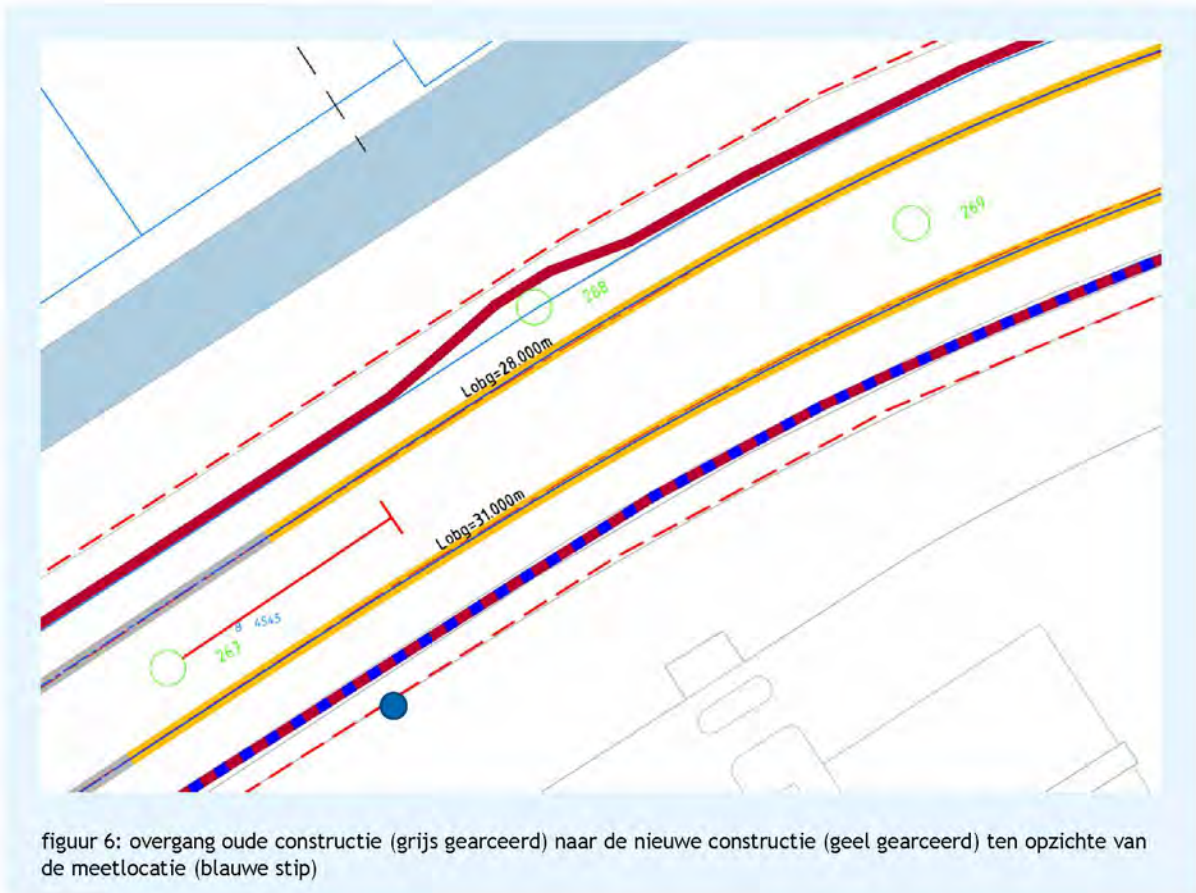 269
268
Lobg=28.000m
Lobg=31.000m
4545
267
figuur 6: overgang oude constructie (grijs gearceerd) naar de nieuwe constructie (geel gearceerd) ten opzichte van
de meetlocatie (blauwe stip)